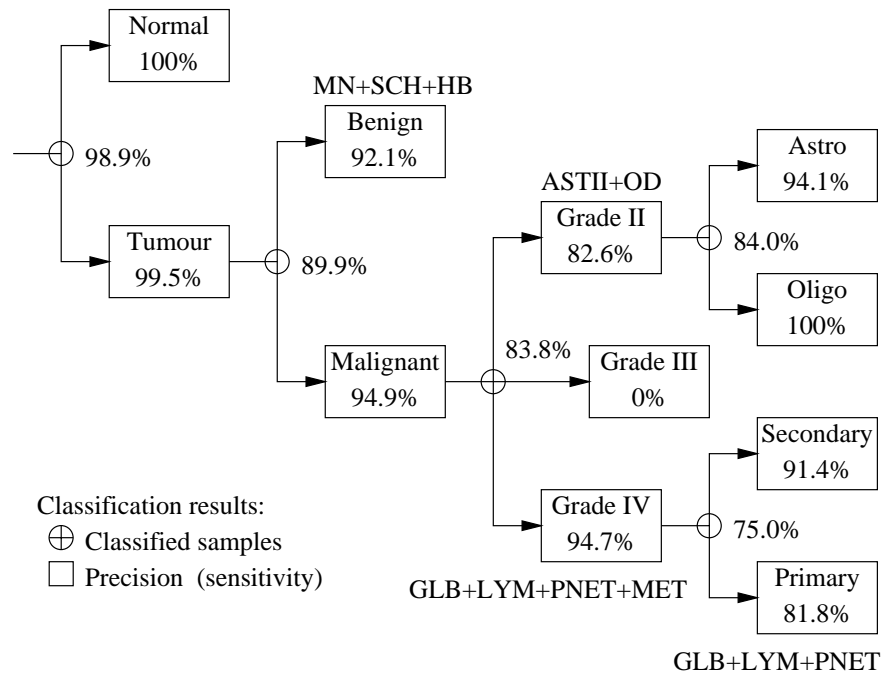 Normal
100%
98.9%
Tumour
99.5%
MN+SCH+HB
Benign
92.1%
89.9%
Malignant
94.9%
ASTII+OD
Grade II
82.6%
83.8%
Grade III
0%
Grade IV
94.7%
GLB+LYM+PNET+MET
Astro
94.1%
84.0%
Oligo
100%
Secondary
91.4%
75.0%
Primary
81.8%
GLB+LYM+PNET
Classification results:
Classified samples
Precision (sensitivity)